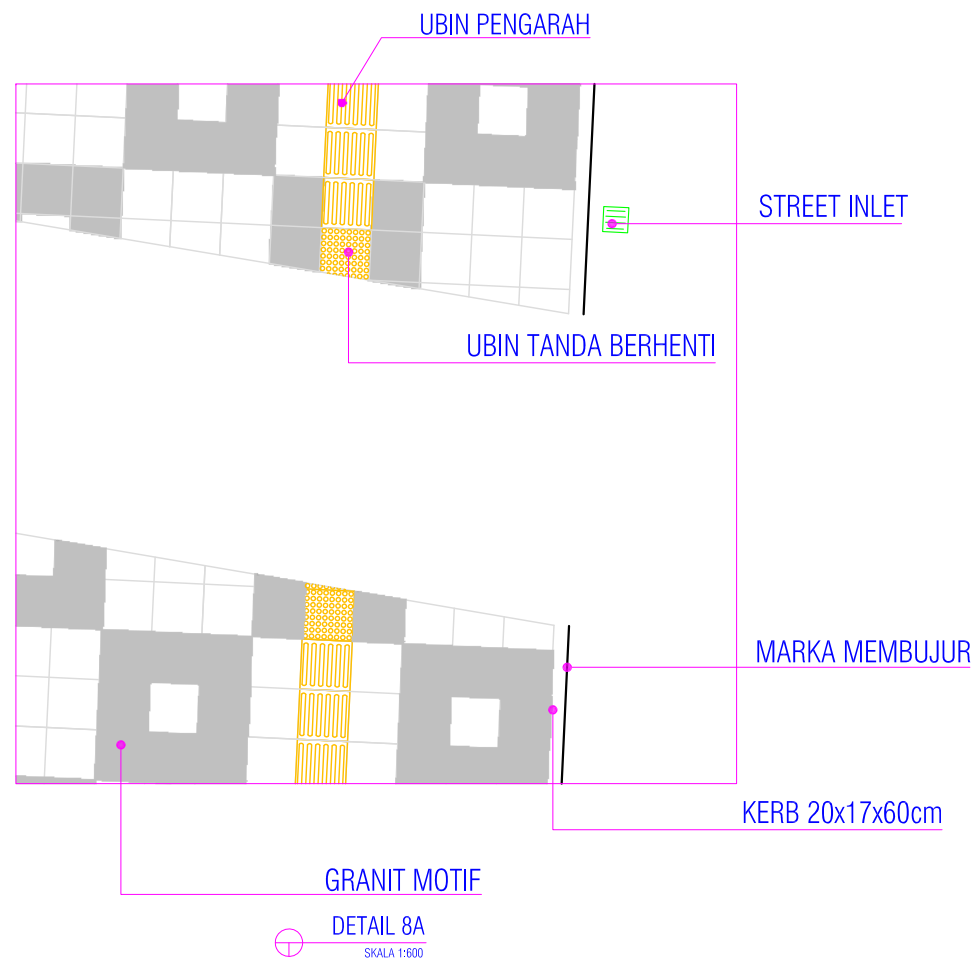 UBIN PENGARAH
STREET INLET
UBIN TANDA BERHENTI
MARKA MEMBUJUR
KERB 20x17x60cm
GRANIT MOTIF
DETAIL 8A
SKALA 1:600